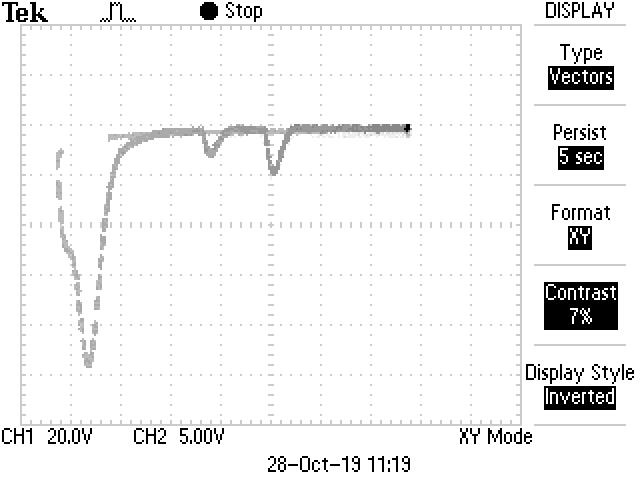 Tek
Stop
DISPLAY
Type
Vectors
Persist
5 sec
Format
XY
Contrast
7%
Display Style
Inverted
CH1 20.0V CH2 5.00V XY Mode
28-Oct-19 11:19